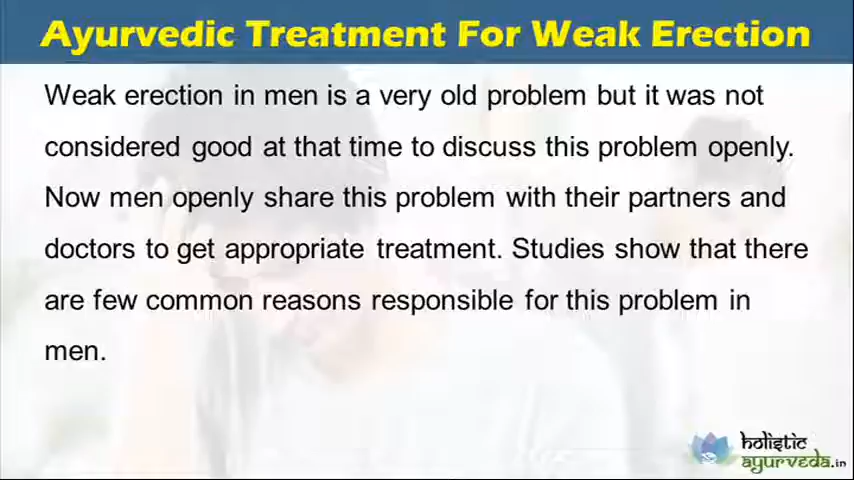 Ayurvedic Treatment For Weak Erection
Weak erection in men is a very old problem but it was not
considered good at that time to discuss this problem openly.
Now men openly share this problem with their partners and
doctors to get appropriate treatment. Studies show that there
are few common reasons responsible for this problem in
men.
holistic
ayurveda.in